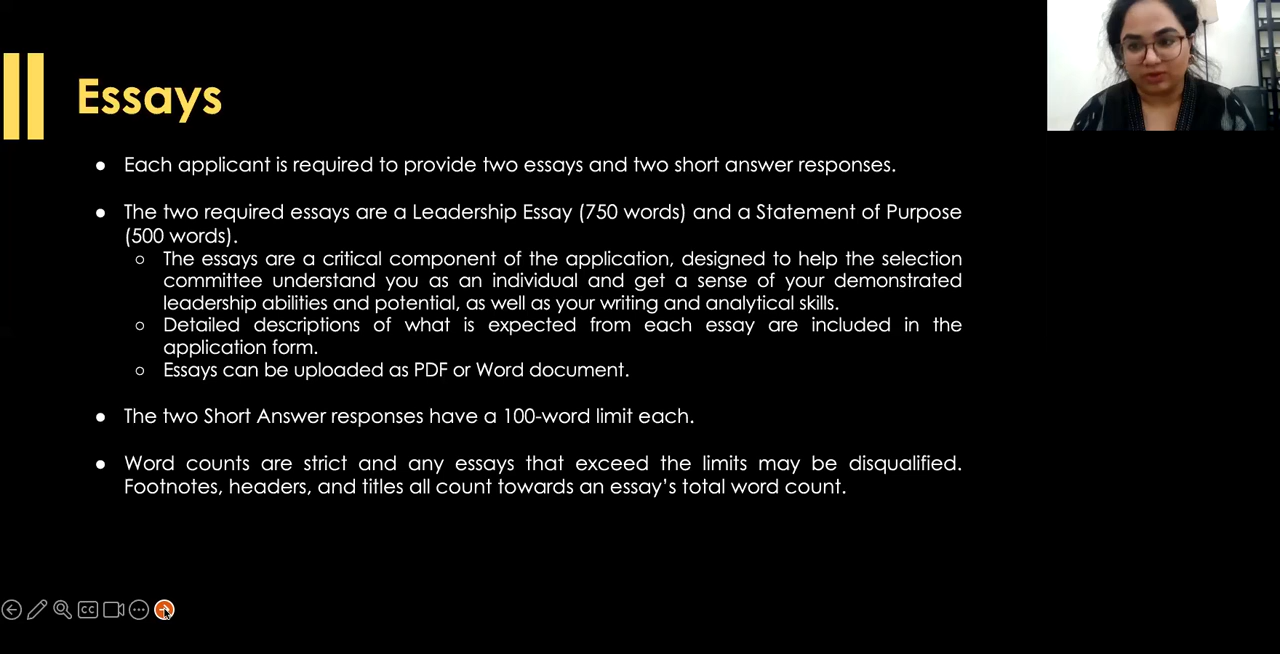 Essays
● Each applicant is required to provide two essays and two short answer responses.
● The two required essays are a Leadership Essay (750 words) and a Statement of Purpose
(500 words).
○ The essays are a critical component of the application, designed to help the selection
committee understand you as an individual and get a sense of your demonstrated
leadership abilities and potential, as well as your writing and analytical skills.
○ Detailed descriptions of what is expected from each essay are included in the
application form.
○ Essays can be uploaded as PDF or Word document.
● The two Short Answer responses have a 100-word limit each.
● Word counts are strict and any essays that exceed the limits may be disqualified.
Footnotes, headers, and titles all count towards an essay’s total word count.
CC